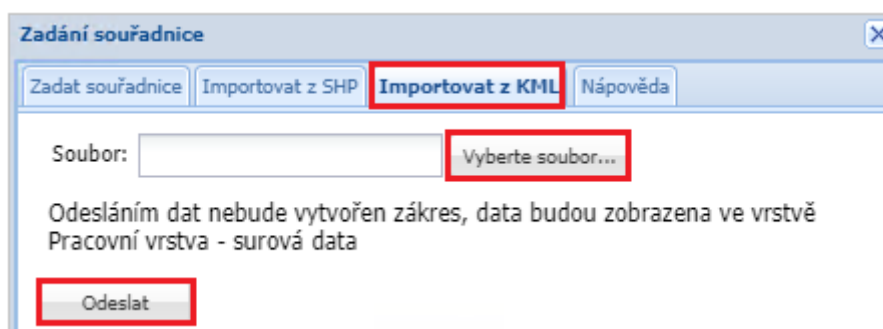 Zadání souřadnice
Zadat souřadnice Importovat z SHP Importovat z KML Nápověda
Soubor: Vyberte soubor...
Odesláním dat nebude vytvořen zákres, data budou zobrazena ve vrstvě
Pracovní vrstva - surová data
Odeslat